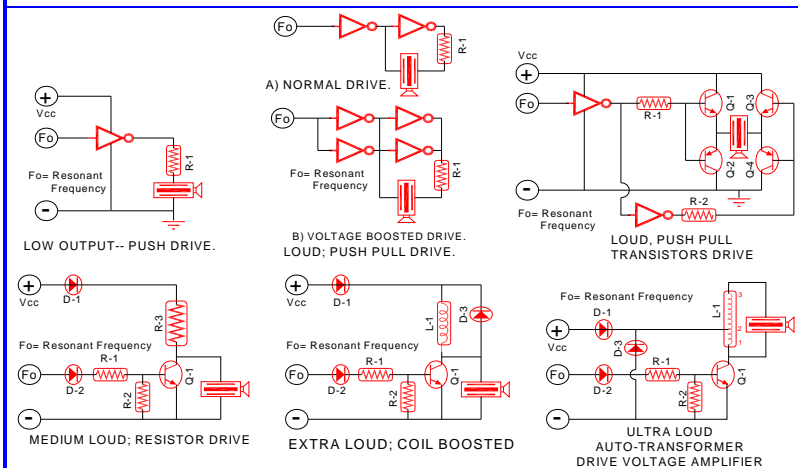 Fo
R-1
A) NORMAL DRIVE.
+
Vcc
Fo
R-1
Fo= Resonant
Frequency
-
LOW OUTPUT-- PUSH DRIVE.
Fo
R-1
B) VOLTAGE BOOSTED DRIVE.
LOUD; PUSH PULL DRIVE.
Vcc
+
Fo
R-1
Q-1
Q-3
Q-2
Q-4
R-2
-
Fo= Resonant
Frequency
LOUD, PUSH PULL
TRANSISTORS DRIVE
+
Vcc
D-1
R-3
Fo= Resonant Frequency
R-1
Fo
D-2
R-2
Q-1
-
MEDIUM LOUD; RESISTOR DRIVE
+
Vcc
D-1
L-1
D-3
Fo= Resonant Frequency
R-1
Fo
D-2
R-2
Q-1
-
EXTRA LOUD; COIL BOOSTED
Fo= Resonant Frequency
D-1
+
Vcc
D-3
L-1
3
2
1
R-1
Fo
D-2
R-2
Q-1
-
ULTRA LOUD
AUTO-TRANSFORMER
DRIVE VOLTAGE AMPLIFIER